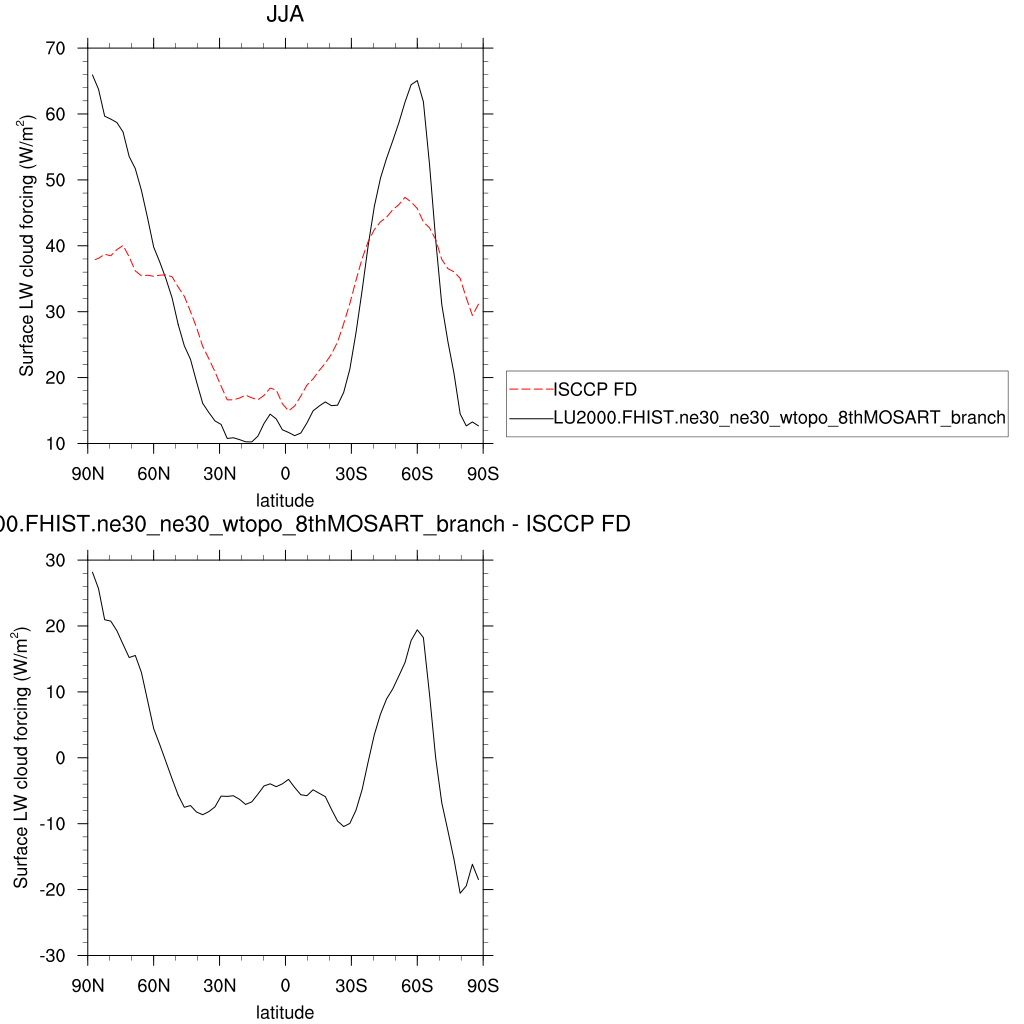 JJA
Surface LW cloud forcing (W/m²)
70
60
50
40
30
20
10
90N 60N 30N 0 30S 60S 90S
latitude
ISCCP FD
LU2000.FHIST.ne30_ne30_wtopo_8thMOSART_branch
00.FHIST.ne30_ne30_wtopo_8thMOSART_branch - ISCCP FD
Surface LW cloud forcing (W/m²)
30
20
10
0
-10
-20
-30
90N 60N 30N 0 30S 60S 90S
latitude